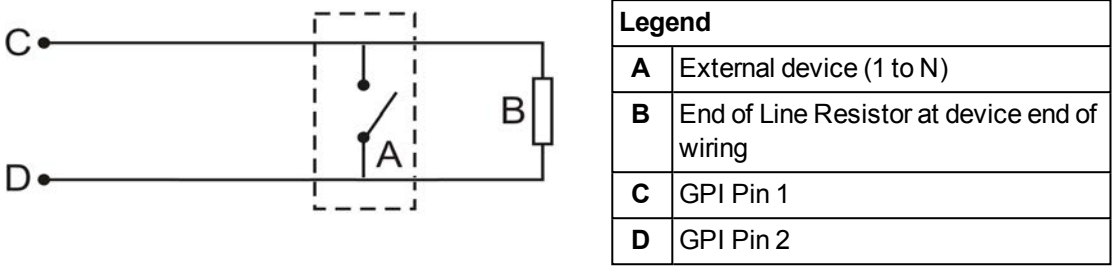 C
B
A
D
Legend
A External device (1 to N)
B End of Line Resistor at device end of
wiring
C GPI Pin 1
D GPI Pin 2